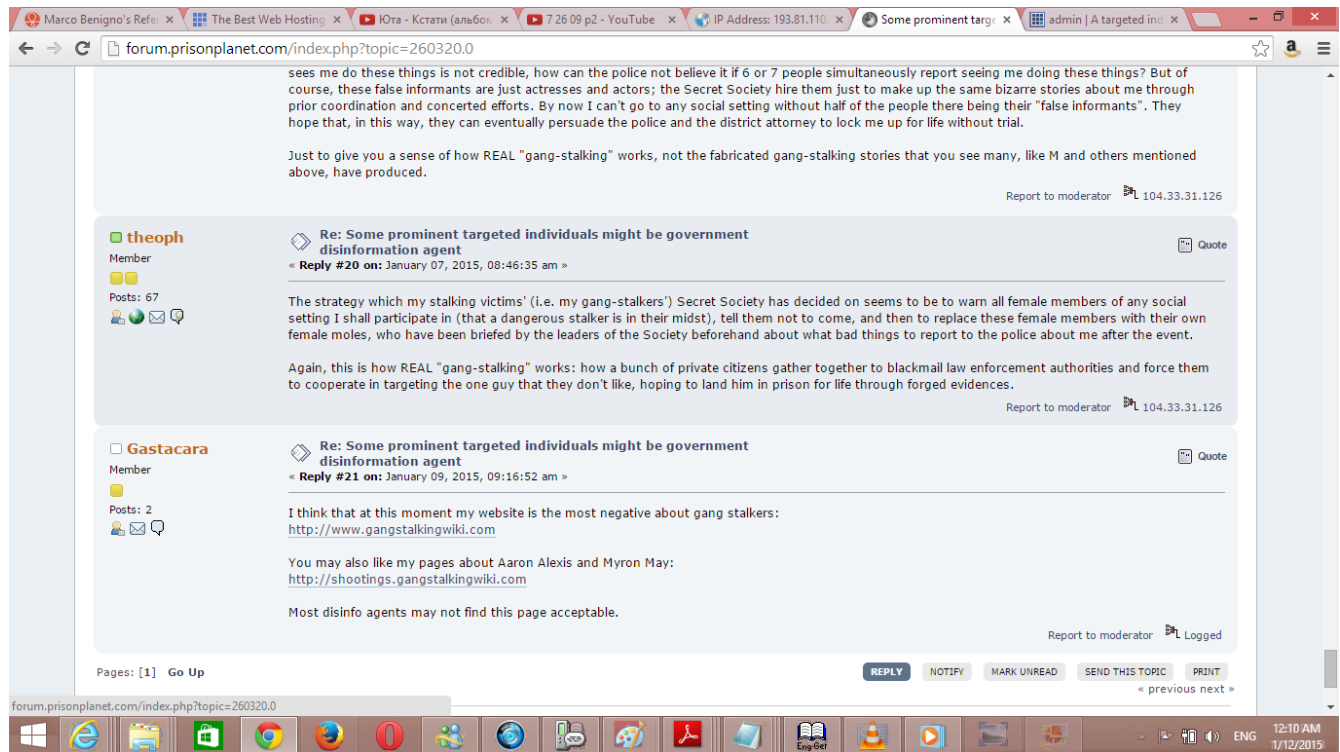 Marco Benigno's Refer
The Best Web Hosting
Юта - Кстати (альбом
7 26 09 p2 - YouTube
IP Address: 193.81.110.
Some prominent targe
admin | A targeted ind
forum.prisonplanet.com/index.php?topic=260320.0
sees me do these things is not credible, how can the police not believe it if 6 or 7 people simultaneously report seeing me doing these things? But of
course, these false informants are just actresses and actors; the Secret Society hire them just to make up the same bizarre stories about me through
prior coordination and concerted efforts. By now I can't go to any social setting without half of the people there being their "false informants". They
hope that, in this way, they can eventually persuade the police and the district attorney to lock me up for life without trial.
Just to give you a sense of how REAL "gang-stalking" works, not the fabricated gang-stalking stories that you see many, like M and others mentioned
above, have produced.
Report to moderator 104.33.31.126
theoph
Member
Posts: 67
Re: Some prominent targeted individuals might be government
disinformation agent
« Reply #20 on: January 07, 2015, 08:46:35 am »
Quote
The strategy which my stalking victims' (i.e. my gang-stalkers') Secret Society has decided on seems to be to warn all female members of any social
setting I shall participate in (that a dangerous stalker is in their midst), tell them not to come, and then to replace these female members with their own
female moles, who have been briefed by the leaders of the Society beforehand about what bad things to report to the police about me after the event.
Again, this is how REAL "gang-stalking" works: how a bunch of private citizens gather together to blackmail law enforcement authorities and force them
to cooperate in targeting the one guy that they don't like, hoping to land him in prison for life through forged evidences.
Report to moderator 104.33.31.126
Gastacara
Member
Posts: 2
Re: Some prominent targeted individuals might be government
disinformation agent
« Reply #21 on: January 09, 2015, 09:16:52 am »
Quote
I think that at this moment my website is the most negative about gang stalkers:
http://www.gangstalkingwiki.com
You may also like my pages about Aaron Alexis and Myron May:
http://shootings.gangstalkingwiki.com
Most disinfo agents may not find this page acceptable.
Report to moderator Logged
Pages: [1] Go Up
REPLY NOTIFY MARK UNREAD SEND THIS TOPIC PRINT
« previous next »
forum.prisonplanet.com/index.php?topic=260320.0
Eng-Ger
ENG
12:10 AM
1/12/2015